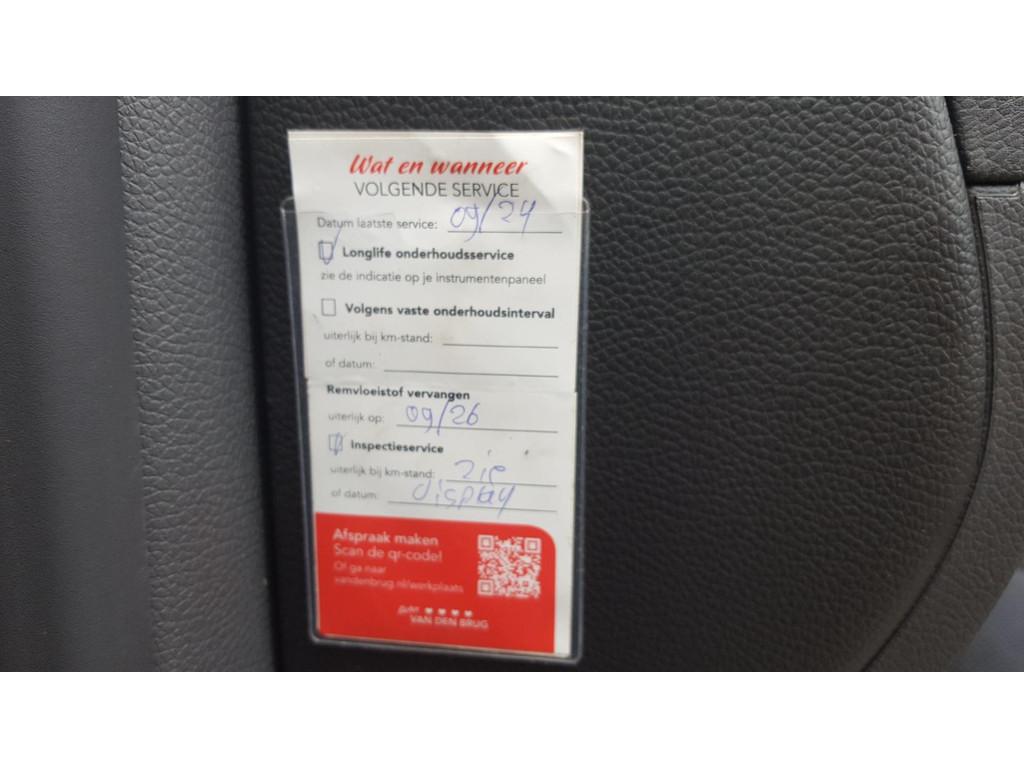 Wat en wanneer
VOLGENDE SERVICE
Datum laatste service: 09/24
Longlife onderhoudsservice
zie de indicatie op je instrumentenpaneel
Volgens vaste onderhoudsinterval
uiterlijk bij km-stand:
of datum:
Remvloeistof vervangen
uiterlijk op: 09/26
Inspectieservice
uiterlijk bij km-stand: zie
of datum: display
Afspraak maken
Scan de qr-code!
Of ga naar
vandenbrug.nl/werkplaats
VAN DEN BRUG